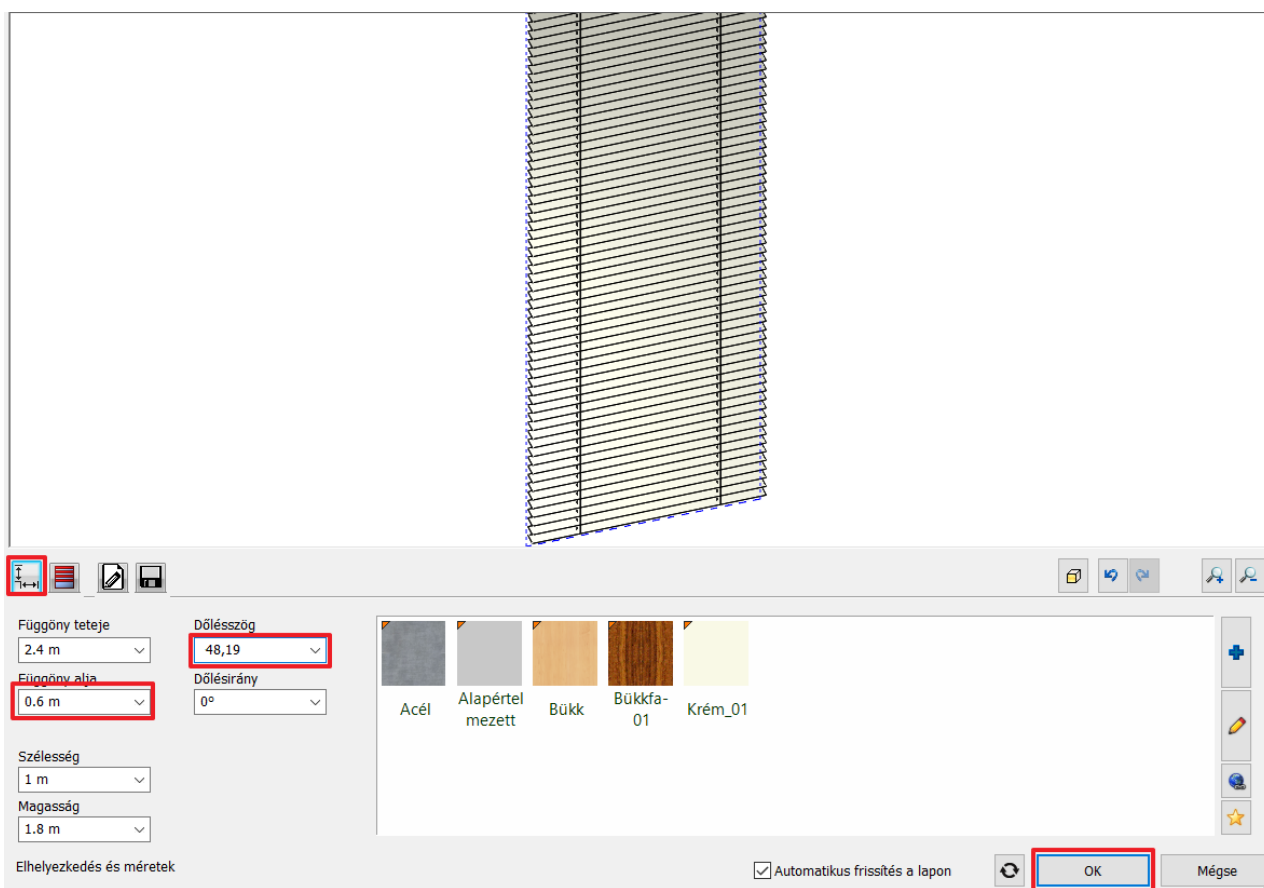 Függöny teteje
2.4 m
Függöny alja
0.6 m
Szélesség
1 m
Magasság
1.8 m
Dőlésszög
48,19
Dőlésirány
0º
Acél
Alapértel
mezett
Bükk
Bükkfa-
01
Krém_01
Elhelyezkedés és méretek
Automatikus frissítés a lapon
OK
Mégse